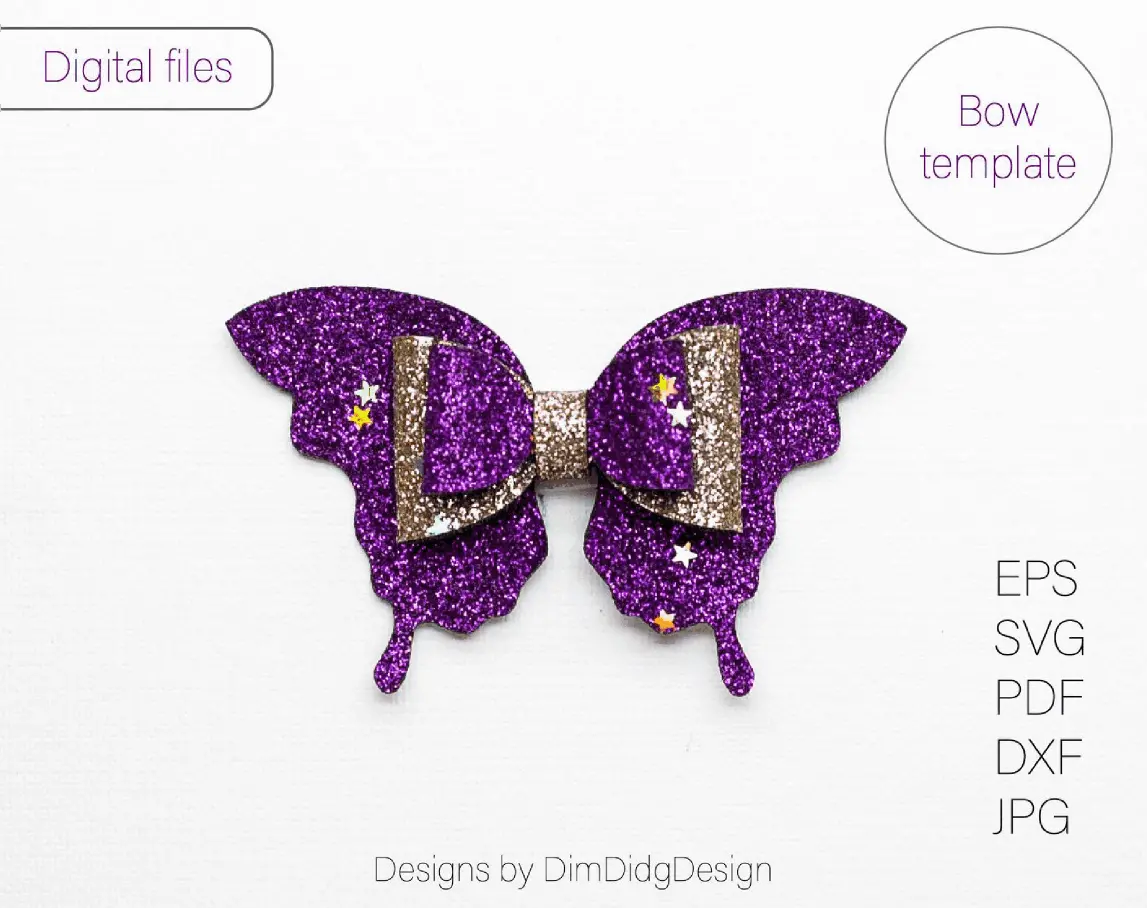 Digital files
Bow
template
EPS
SVG
PDF
DXF
JPG
Designs by DimDidgDesign